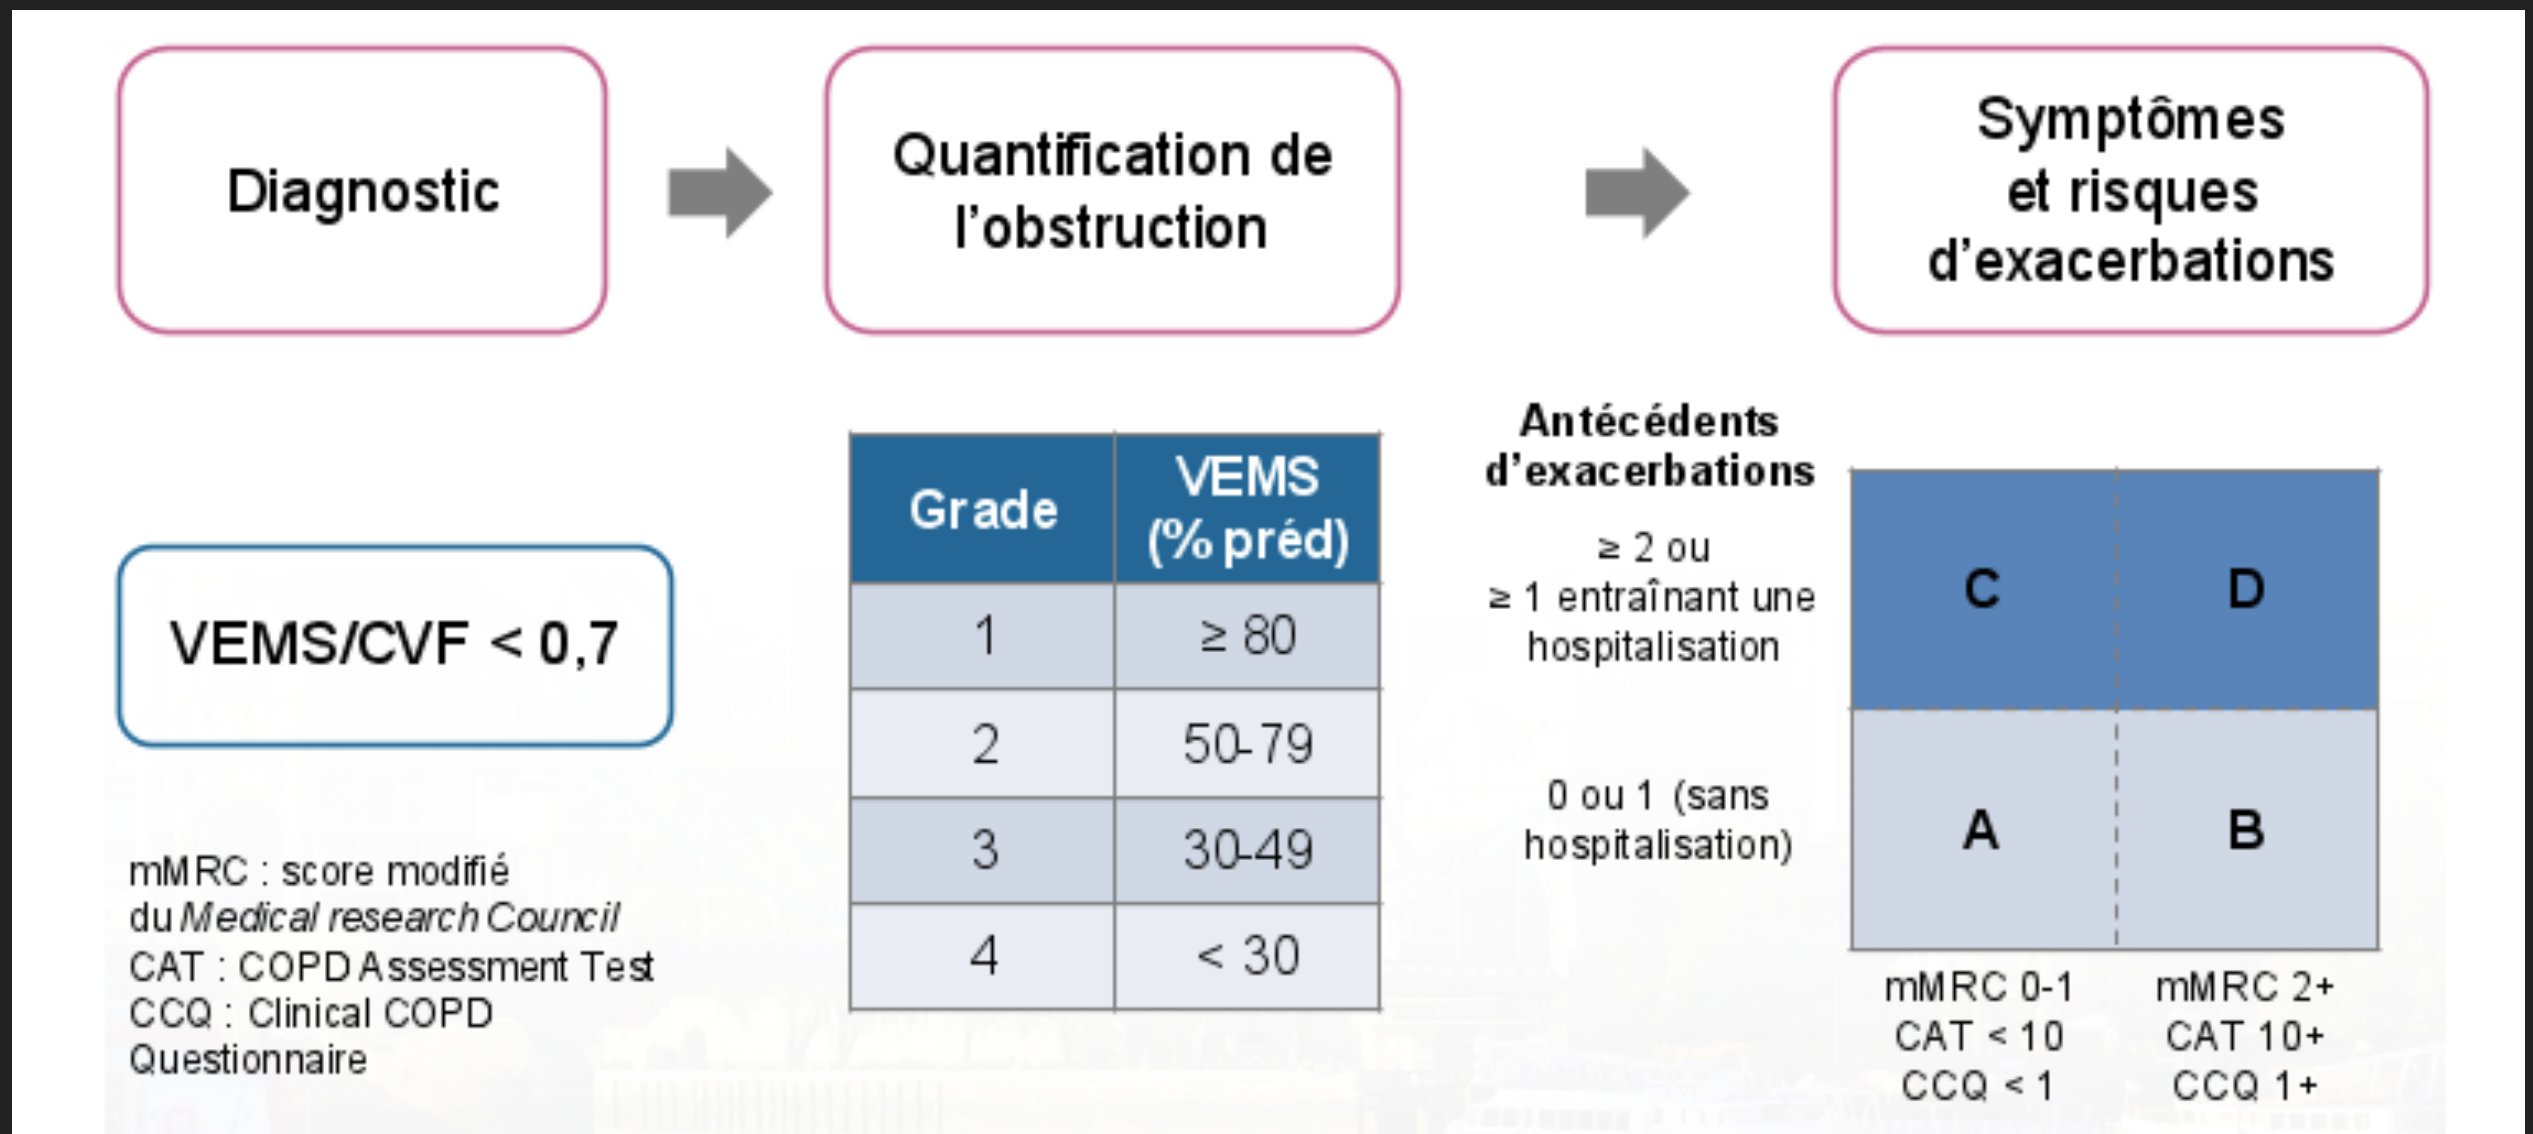 Diagnostic
Quantification de
l'obstruction
Symptômes
et risques
d'exacerbations
VEMS/CVF < 0,7
mMRC : score modifié
du Medical research Council
CAT : COPD Assessment Test
CCQ : Clinical COPD
Questionnaire
Grade
VEMS
(% préd)
1
≥ 80
2
50-79
3
30-49
4
< 30
Antécédents
d'exacerbations
≥ 2 ou
≥ 1 entraînant une
hospitalisation
0 ou 1 (sans
hospitalisation)
C
D
A
B
mMRC 0-1
CAT < 10
CCQ < 1
mMRC 2+
CAT 10+
CCQ 1+